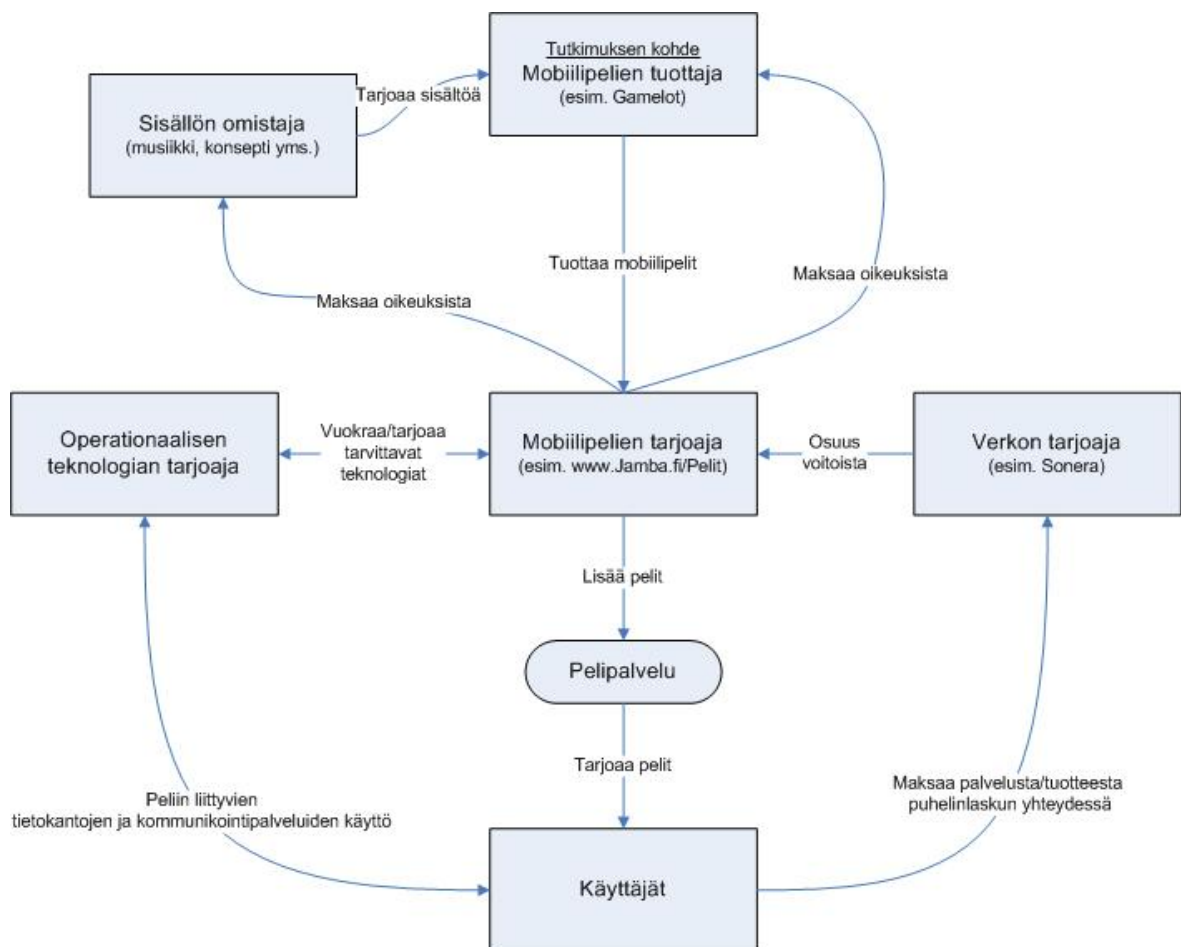 Tutkimuksen kohde
Mobiilipelien tuottaja
(esim. Gamelot)
Tarjoaa sisältöä
Sisällön omistaja
(musiikki, konsepti yms.)
Tuottaa mobiilipelit
Maksaa oikeuksista
Maksaa oikeuksista
Operationaalisen
teknologian tarjoaja
Vuokraa/tarjoaa
tarvittavat
teknologiat
Mobiilipelien tarjoaja
(esim. www.Jamba.fi/Pelit)
Osuus
voitoista
Verkon tarjoaja
(esim. Sonera)
Lisää pelit
Pelipalvelu
Tarjoaa pelit
Peliin liittyvien
tietokantojen ja kommunikointipalveluiden käyttö
Maksaa palvelusta/tuotteesta
puhelinlaskun yhteydessä
Käyttäjät